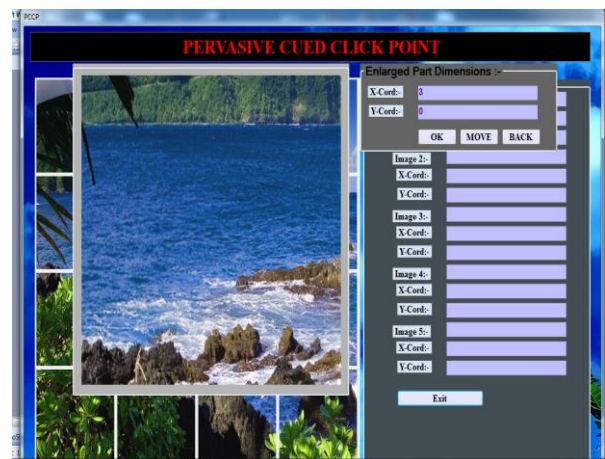 PCCP
PERVASIVE CUED CLICK POINT
Enlarged Part Dimensions :-
X-Cord:- 3
Y-Cord:- 0
OK MOVE BACK
Image 2:-
X-Cord:-
Y-Cord:-
Image 3:-
X-Cord:-
Y-Cord:-
Image 4:-
X-Cord:-
Y-Cord:-
Image 5:-
X-Cord:-
Y-Cord:-
Exit